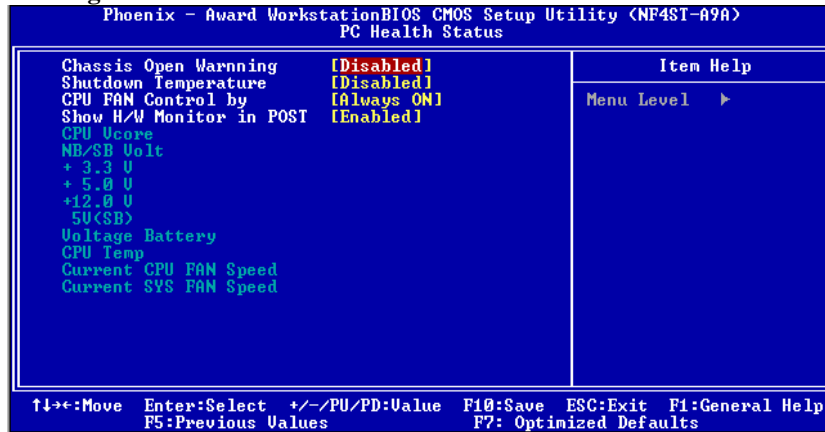 Phoenix - Award WorkstationBIOS CMOS Setup Utility (NF4ST-A9A)
PC Health Status
Chassis Open Warnning [Disabled]
Shutdown Temperature [Disabled]
CPU FAN Control by [Always ON]
Show H/W Monitor in POST [Enabled]
CPU Vcore
NB/SB Volt
+ 3.3 V
+ 5.0 V
+12.0 V
5V(SB)
Voltage Battery
CPU Temp
Current CPU FAN Speed
Current SYS FAN Speed
Item Help
Menu Level ▶
↑↓→←:Move Enter:Select +/-/PU/PD:Value F10:Save ESC:Exit F1:General Help
F5:Previous Values F7: Optimized Defaults